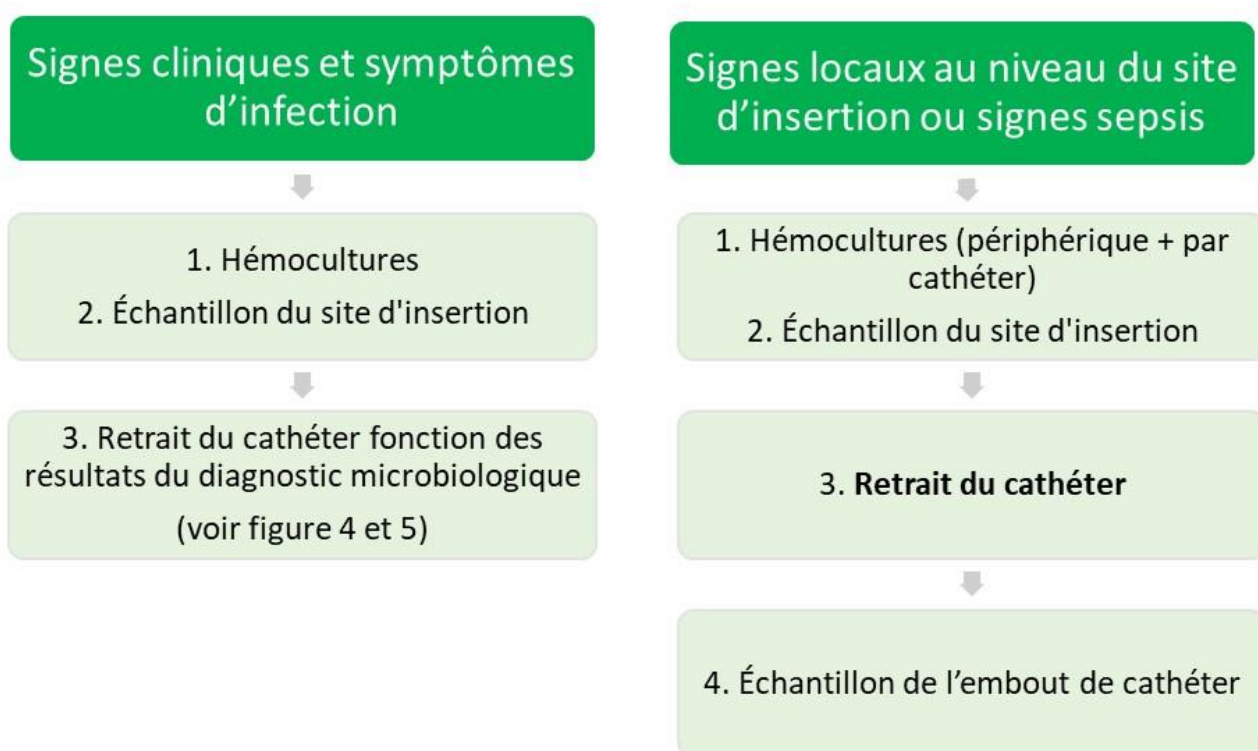 Signes cliniques et symptômes
d’infection
1. Hémocultures
2. Échantillon du site d'insertion
3. Retrait du cathéter fonction des
résultats du diagnostic microbiologique
(voir figure 4 et 5)
Signes locaux au niveau du site
d’insertion ou signes sepsis
1. Hémocultures (périphérique + par
cathéter)
2. Échantillon du site d'insertion
3. Retrait du cathéter
4. Échantillon de l’embout de cathéter